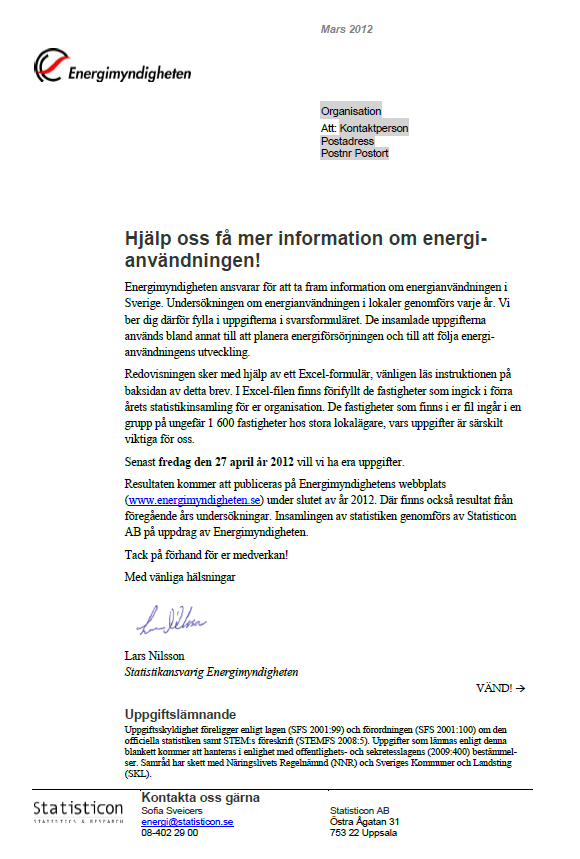 Mars 2012
Energimyndigheten
Organisation
Att: Kontaktperson
Postadress
Postnr Postort
Hjälp oss få mer information om energi-
användningen!
Energimyndigheten ansvarar för att ta fram information om energianvändningen i
Sverige. Undersökningen om energianvändningen i lokaler genomförs varje år. Vi
ber dig därför fylla i uppgifterna i svarsformuläret. De insamlade uppgifterna
används bland annat till att planera energiförsörjningen och till att följa energi-
användningens utveckling.
Redovisningen sker med hjälp av ett Excel-formulär, vänligen läs instruktionen på
baksidan av detta brev. I Excel-filen finns förifyllt de fastigheter som ingick i förra
årets statistikinsamling för er organisation. De fastigheter som finns i er fil ingår i en
grupp på ungefär 1 600 fastigheter hos stora lokalägare, vars uppgifter är särskilt
viktiga för oss.
Senast fredag den 27 april år 2012 vill vi ha era uppgifter.
Resultaten kommer att publiceras på Energimyndighetens webbplats
(www.energimyndigheten.se) under slutet av år 2012. Där finns också resultat från
föregående års undersökningar. Insamlingen av statistiken genomförs av Statisticon
AB på uppdrag av Energimyndigheten.
Tack på förhand för er medverkan!
Med vänliga hälsningar
Lars Nilsson
Statistikansvarig Energimyndigheten
VÄND! →
Uppgiftslämnande
Uppgiftsskyldighet föreligger enligt lagen (SFS 2001:99) och förordningen (SFS 2001:100) om den
officiella statistiken samt STEM:s föreskrift (STEMFS 2008:5). Uppgifter som lämnas enligt denna
blankett kommer att hanteras i enlighet med offentlighets- och sekretesslagens (2009:400) bestämmel-
ser. Samråd har skett med Näringslivets Regelnämnd (NNR) och Sveriges Kommuner och Landsting
(SKL).
Statisticon
STATISTICS & RESEARCH
Kontakta oss gärna
Sofia Sveicers
energi@statisticon.se
08-402 29 00
Statisticon AB
Östra Ågatan 31
753 22 Uppsala